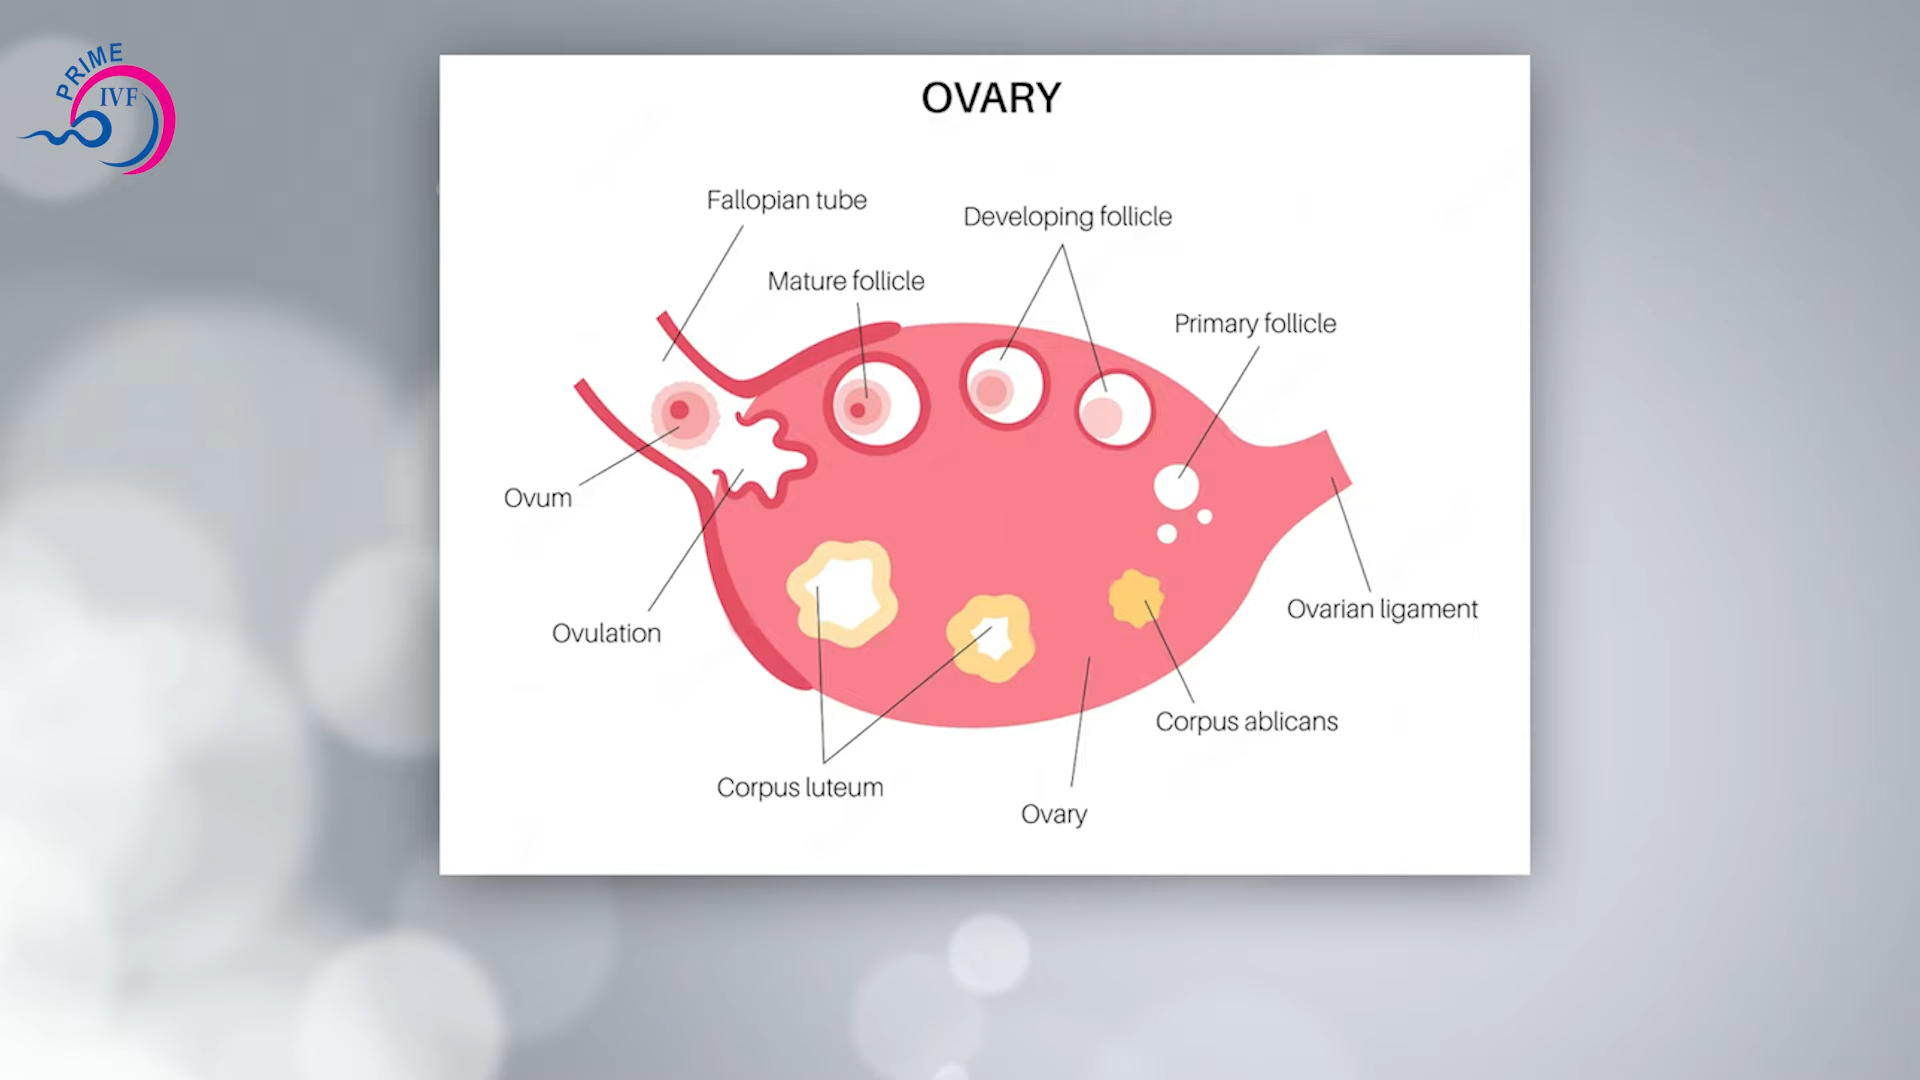 PRIME
IVF
OVARY
Fallopian tube
Developing follicle
Mature follicle
Primary follicle
Ovum
Ovulation
Ovarian ligament
Corpus ablicans
Corpus luteum
Ovary